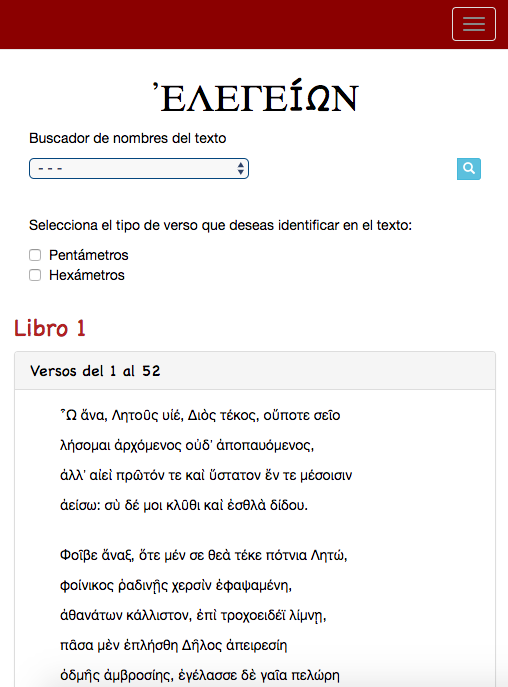 Ἐλεγείων
Buscador de nombres del texto
- - -
Selecciona el tipo de verso que deseas identificar en el texto:
Pentámetros
Hexámetros
Libro 1
Versos del 1 al 52
Ὦ ἄνα, Λητοῦς υἱέ, Διὸς τέκος, οὔποτε σεῖο
λήσομαι ἀρχόμενος οὐδ' ἀποπαυόμενος,
ἀλλ' αἰεὶ πρῶτόν τε καὶ ὕστατον ἔν τε μέσοισιν
ἀείσω: σὺ δέ μοι κλῦθι καὶ ἐσθλὰ δίδου.
Φοῖβε ἄναξ, ὅτε μέν σε θεὰ τέκε πότνια Λητώ,
φοίνικος ῥαδινῇς χερσὶν ἐφαψαμένη,
ἀθανάτων κάλλιστον, ἐπὶ τροχοειδέϊ λίμνῃ,
πᾶσα μὲν ἐπλήσθη Δῆλος ἀπειρεσίη
ὀδμῆς ἀμβροσίης, ἐγέλασσε δὲ γαῖα πελώρη